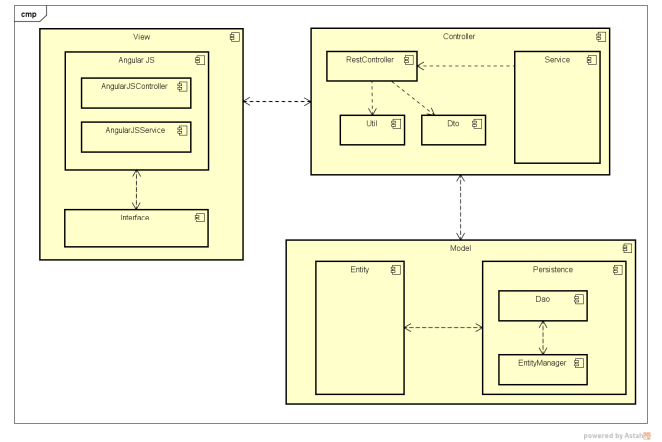 cmp
View
Angular JS
AngularJSController
AngularJSService
Interface
Controller
RestController
Service
Util
Dto
Model
Entity
Persistence
Dao
EntityManager
powered by Astah